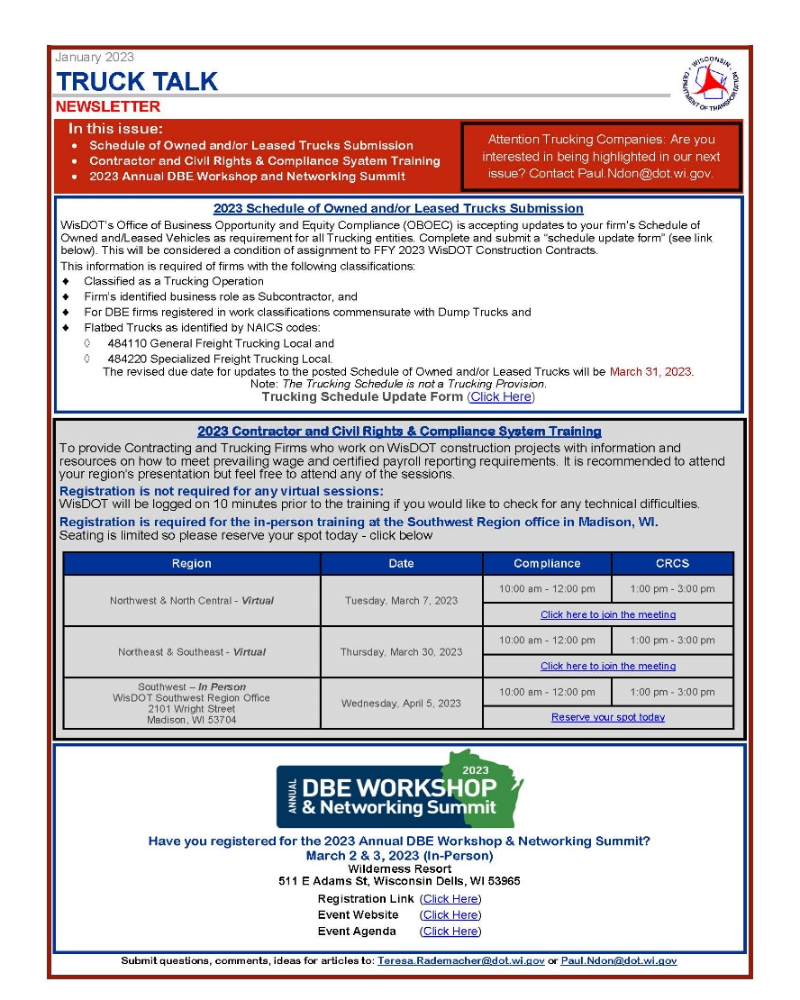 January 2023
TRUCK TALK
NEWSLETTER
WISCONSIN
DEPARTMENT OF TRANSPORTATION
In this issue:
• Schedule of Owned and/or Leased Trucks Submission
• Contractor and Civil Rights & Compliance Syatem Training
• 2023 Annual DBE Workshop and Networking Summit
Attention Trucking Companies: Are you
interested in being highlighted in our next
issue? Contact Paul.Ndon@dot.wi.gov.
2023 Schedule of Owned and/or Leased Trucks Submission
WisDOT's Office of Business Opportunity and Equity Compliance (OBOEC) is accepting updates to your firm's Schedule of
Owned and/Leased Vehicles as requirement for all Trucking entities. Complete and submit a "schedule update form" (see link
below). This will be considered a condition of assignment to FFY 2023 WisDOT Construction Contracts.
This information is required of firms with the following classifications:
♦ Classified as a Trucking Operation
♦ Firm's identified business role as Subcontractor, and
♦ For DBE firms registered in work classifications commensurate with Dump Trucks and
♦ Flatbed Trucks as identified by NAICS codes:
◊ 484110 General Freight Trucking Local and
◊ 484220 Specialized Freight Trucking Local.
The revised due date for updates to the posted Schedule of Owned and/or Leased Trucks will be March 31, 2023.
Note: The Trucking Schedule is not a Trucking Provision.
Trucking Schedule Update Form (Click Here)
2023 Contractor and Civil Rights & Compliance System Training
To provide Contracting and Trucking Firms who work on WisDOT construction projects with information and
resources on how to meet prevailing wage and certified payroll reporting requirements. It is recommended to attend
your region's presentation but feel free to attend any of the sessions.
Registration is not required for any virtual sessions:
WisDOT will be logged on 10 minutes prior to the training if you would like to check for any technical difficulties.
Registration is required for the in-person training at the Southwest Region office in Madison, WI.
Seating is limited so please reserve your spot today - click below
Region Date Compliance CRCS
Northwest & North Central - Virtual Tuesday, March 7, 2023 10:00 am - 12:00 pm 1:00 pm - 3:00 pm
Click here to join the meeting
Northeast & Southeast - Virtual Thursday, March 30, 2023 10:00 am - 12:00 pm 1:00 pm - 3:00 pm
Click here to join the meeting
Southwest – In Person
WisDOT Southwest Region Office
2101 Wright Street
Madison, WI 53704
Wednesday, April 5, 2023 10:00 am - 12:00 pm 1:00 pm - 3:00 pm
Reserve your spot today
2023
ANNUAL
DBE WORKSHOP
& Networking Summit
Have you registered for the 2023 Annual DBE Workshop & Networking Summit?
March 2 & 3, 2023 (In-Person)
Wilderness Resort
511 E Adams St, Wisconsin Dells, WI 53965
Registration Link (Click Here)
Event Website (Click Here)
Event Agenda (Click Here)
Submit questions, comments, ideas for articles to: Teresa.Rademacher@dot.wi.gov or Paul.Ndon@dot.wi.gov